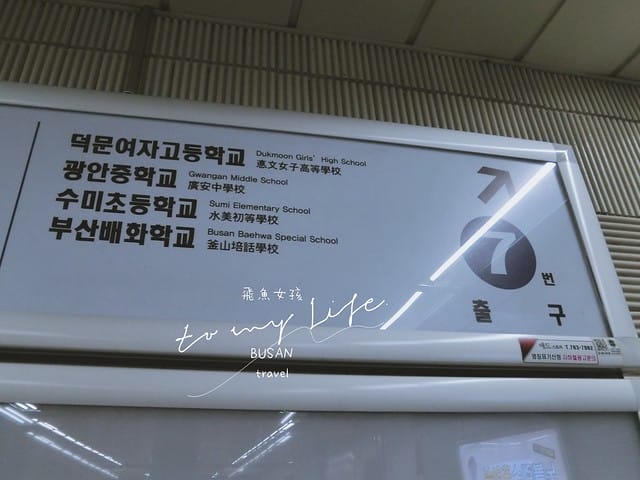 덕문여자고등학교 Dukmoon Girls' High School
悳文女子高等學校
광안중학교 Gwangan Middle School
廣安中學校
수미초등학교 Sumi Elementary School
水美初等學校
부산배화학교 Busan Baehwa Special School
釜山培話學校
7번
출구
飛魚女孩
to my life.
BUSAN
travel
T.763-7982